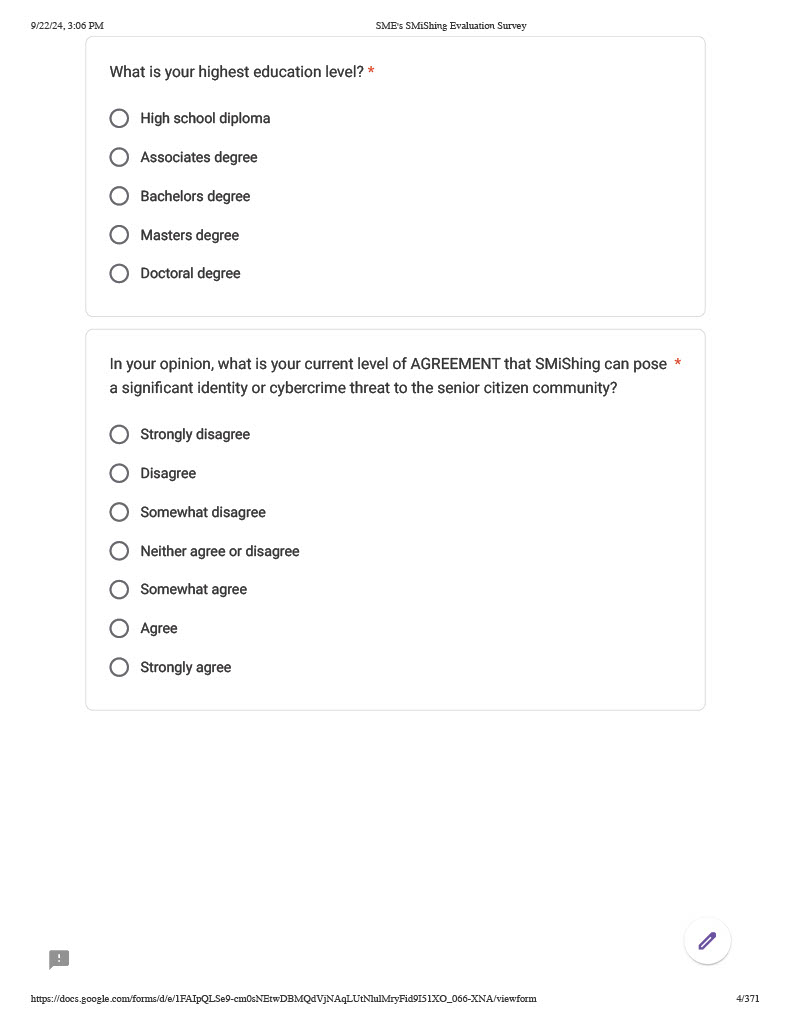 9/22/24, 3:06 PM SME's SMiShing Evaluation Survey
What is your highest education level? *
High school diploma
Associates degree
Bachelors degree
Masters degree
Doctoral degree
In your opinion, what is your current level of AGREEMENT that SMiShing can pose *
a significant identity or cybercrime threat to the senior citizen community?
Strongly disagree
Disagree
Somewhat disagree
Neither agree or disagree
Somewhat agree
Agree
Strongly agree
https://docs.google.com/forms/d/e/1FAIpQLSe9-cm0sNEtwDBMQdVjNAqLUtNlulMryFid9I51XO_066-XNA/viewform 4/371